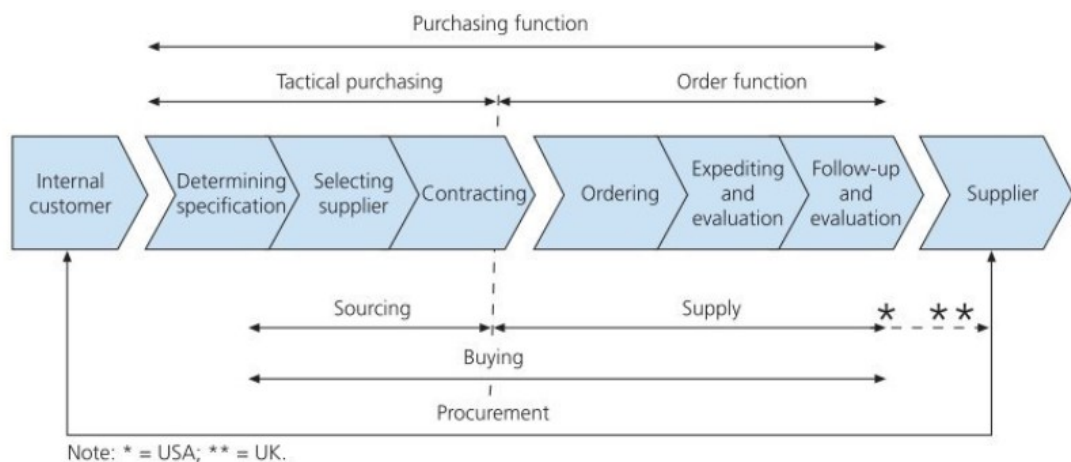 Purchasing function
Tactical purchasing
Order function
Internal
customer
Determining
specification
Selecting
supplier
Contracting
Ordering
Expediting
and
evaluation
Follow-up
and
evaluation
Supplier
Sourcing
Supply
*
**
Buying
Procurement
Note: * = USA; ** = UK.